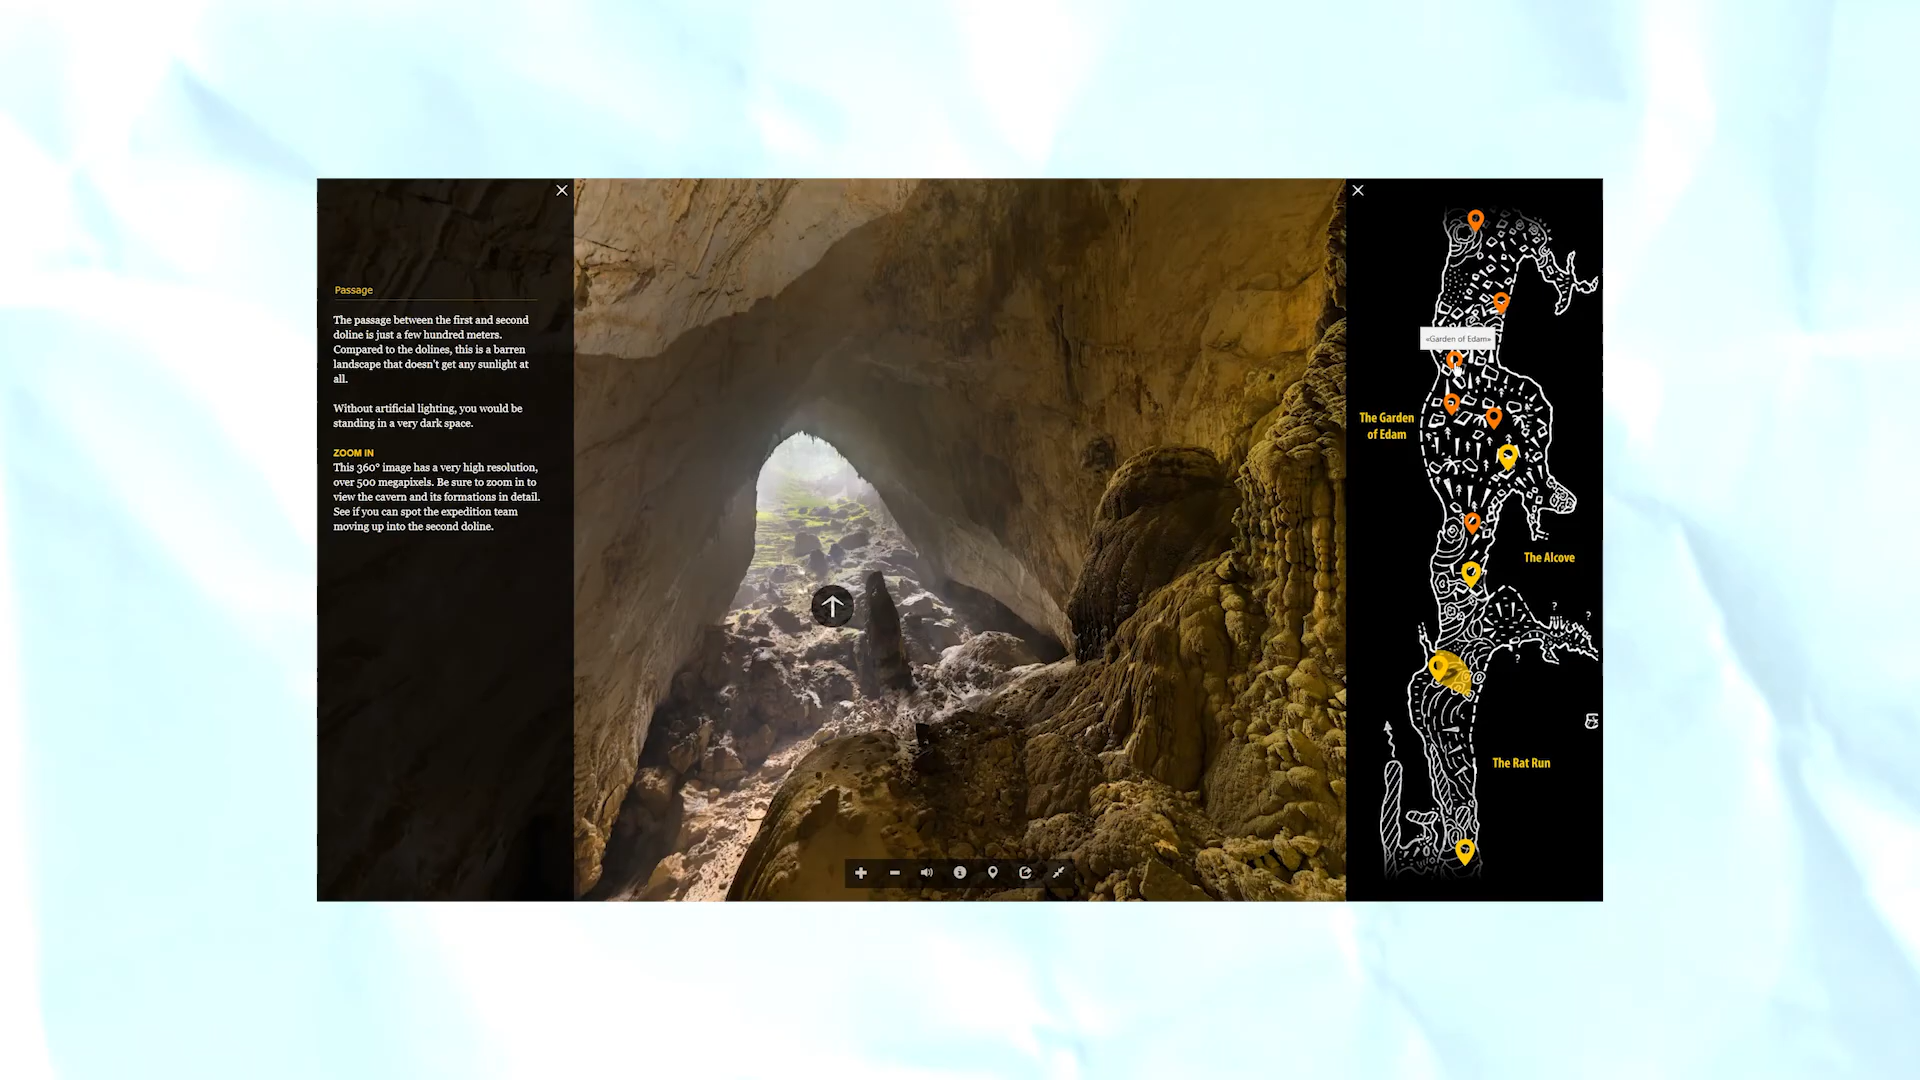 Passage
The passage between the first and second
doline is just a few hundred meters.
Compared to the dolines, this is a barren
landscape that doesn't get any sunlight at
all.
Without artificial lighting, you would be
standing in a very dark space.
ZOOM IN
This 360° image has a very high resolution,
over 500 megapixels. Be sure to zoom in to
view the cavern and its formations in detail.
See if you can spot the expedition team
moving up into the second doline.
«Garden of Edam»
The Garden
of Edam
The Alcove
?
?
?
The Rat Run